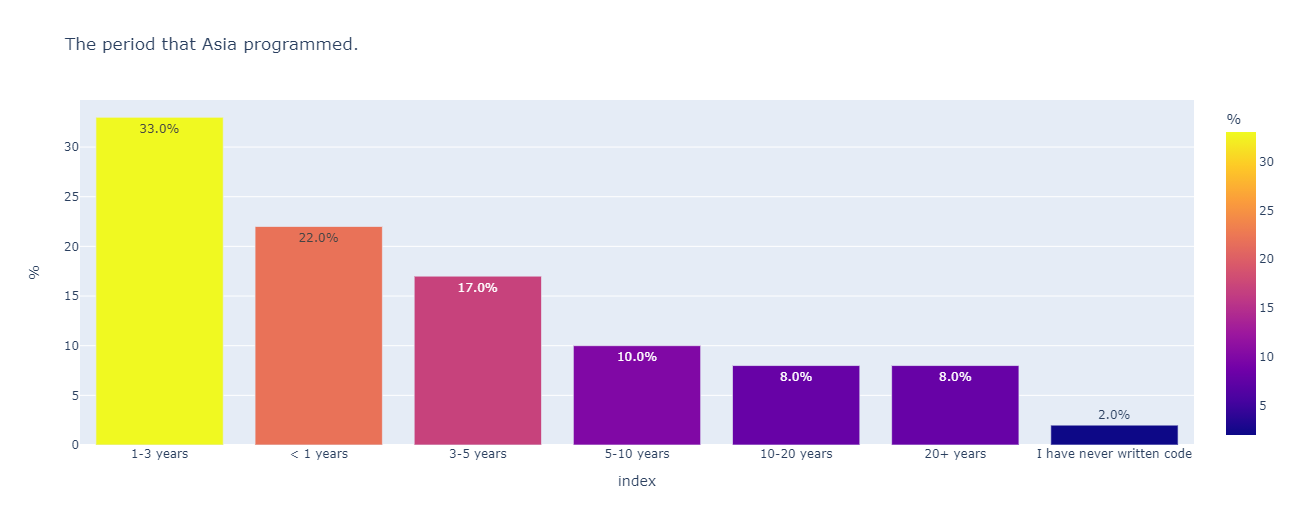 The period that Asia programmed.
%
30
25
20
15
10
5
0
33.0%
22.0%
17.0%
10.0%
8.0%
8.0%
2.0%
1-3 years
< 1 years
3-5 years
5-10 years
10-20 years
20+ years
I have never written code
index
%
30
25
20
15
10
5